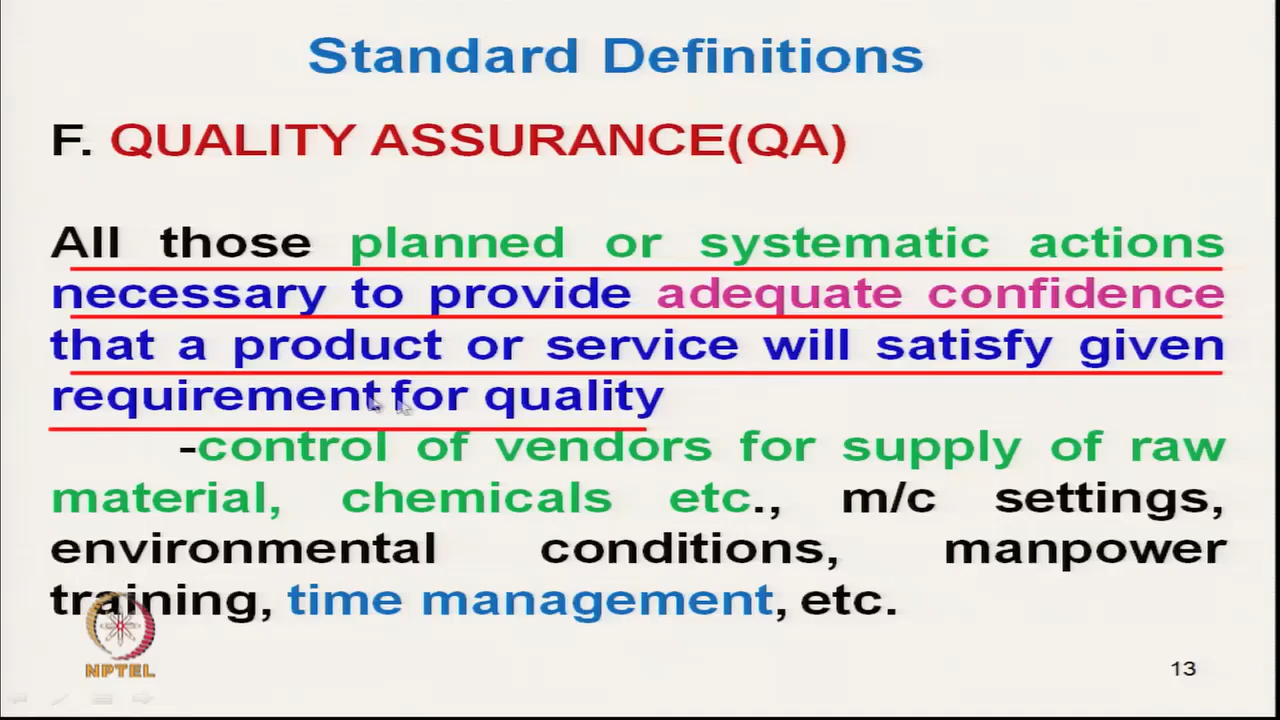 Standard Definitions
F. QUALITY ASSURANCE(QA)
All those planned or systematic actions
necessary to provide adequate confidence
that a product or service will satisfy given
requirement for quality
-control of vendors for supply of raw
material, chemicals etc., m/c settings,
environmental conditions, manpower
training, time management, etc.
NPTEL
13